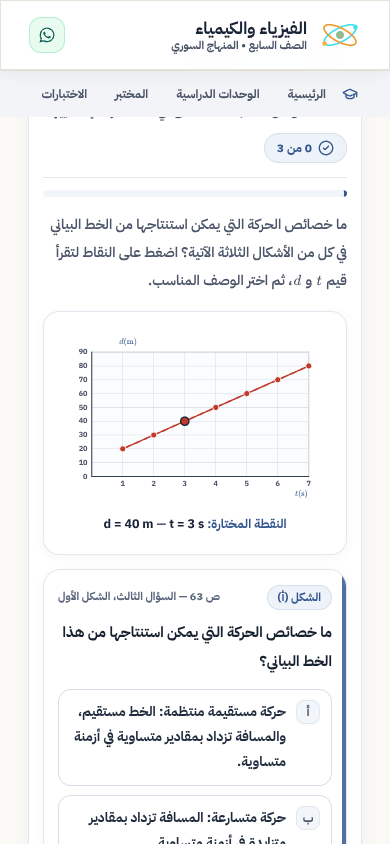 الفيزياء والكيمياء
الصف السابع • المنهاج السوري
الرئيسية
الوحدات الدراسية
المختبر
الاختبارات
0 من 3
ما خصائص الحركة التي يمكن استنتاجها من الخط البياني
في كل من الأشكال الثلاثة الآتية؟ اضغط على النقاط لتقرأ
قيم t و d، ثم اختر الوصف المناسب.
d(m)
90
80
70
60
50
40
30
20
10
0
1 2 3 4 5 6 7
t(s)
النقطة المختارة: d = 40 m — t = 3 s
الشكل (أ)
ص 63 — السؤال الثالث، الشكل الأول
ما خصائص الحركة التي يمكن استنتاجها من هذا
الخط البياني؟
أ
حركة مستقيمة منتظمة: الخط مستقيم،
والمسافة تزداد بمقادير متساوية في أزمنة
متساوية.
ب
حركة متسارعة: المسافة تزداد بمقادير
متزايدة في أزمنة متساوية